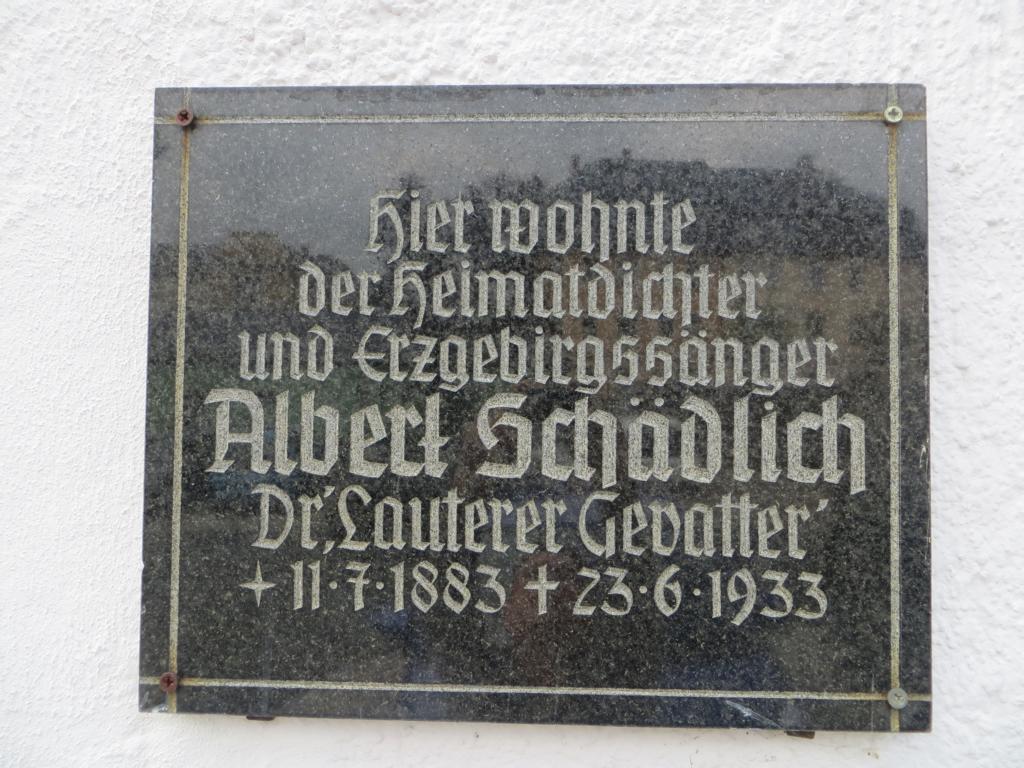 Hier wohnte
der Heimatdichter
und Erzgebirgssänger
Albert Schädlich
Dr', Lauterer Gevatter'
✦ 11·7·1883 ✝ 23·6·1933